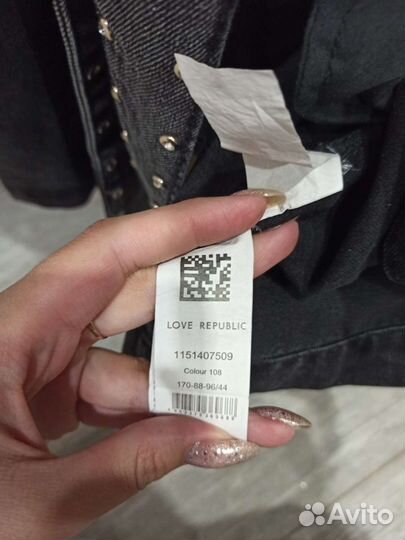 LOVE REPUBLIC
1151407509
Colour 108
170-88-96/44
Avito